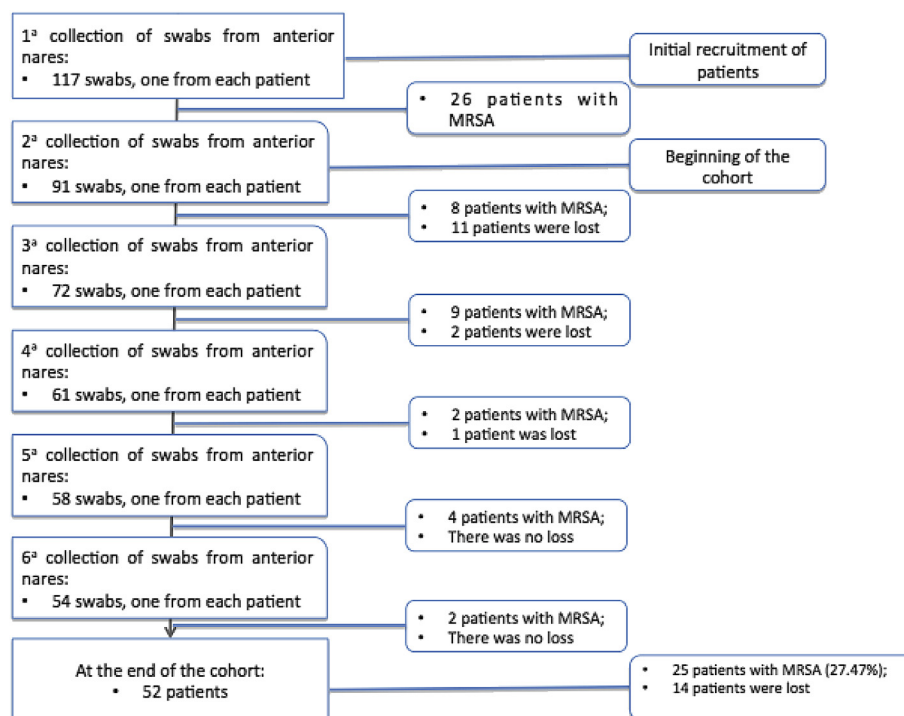 1ª collection of swabs from anterior
nares:
• 117 swabs, one from each patient
Initial recruitment of
patients
• 26 patients with
MRSA
2ª collection of swabs from anterior
nares:
• 91 swabs, one from each patient
Beginning of the
cohort
• 8 patients with MRSA;
• 11 patients were lost
3ª collection of swabs from anterior
nares:
• 72 swabs, one from each patient
• 9 patients with MRSA;
• 2 patients were lost
4ª collection of swabs from anterior
nares:
• 61 swabs, one from each patient
• 2 patients with MRSA;
• 1 patient was lost
5ª collection of swabs from anterior
nares:
• 58 swabs, one from each patient
• 4 patients with MRSA;
• There was no loss
6ª collection of swabs from anterior
nares:
• 54 swabs, one from each patient
• 2 patients with MRSA;
• There was no loss
At the end of the cohort:
• 52 patients
• 25 patients with MRSA (27.47%);
• 14 patients were lost